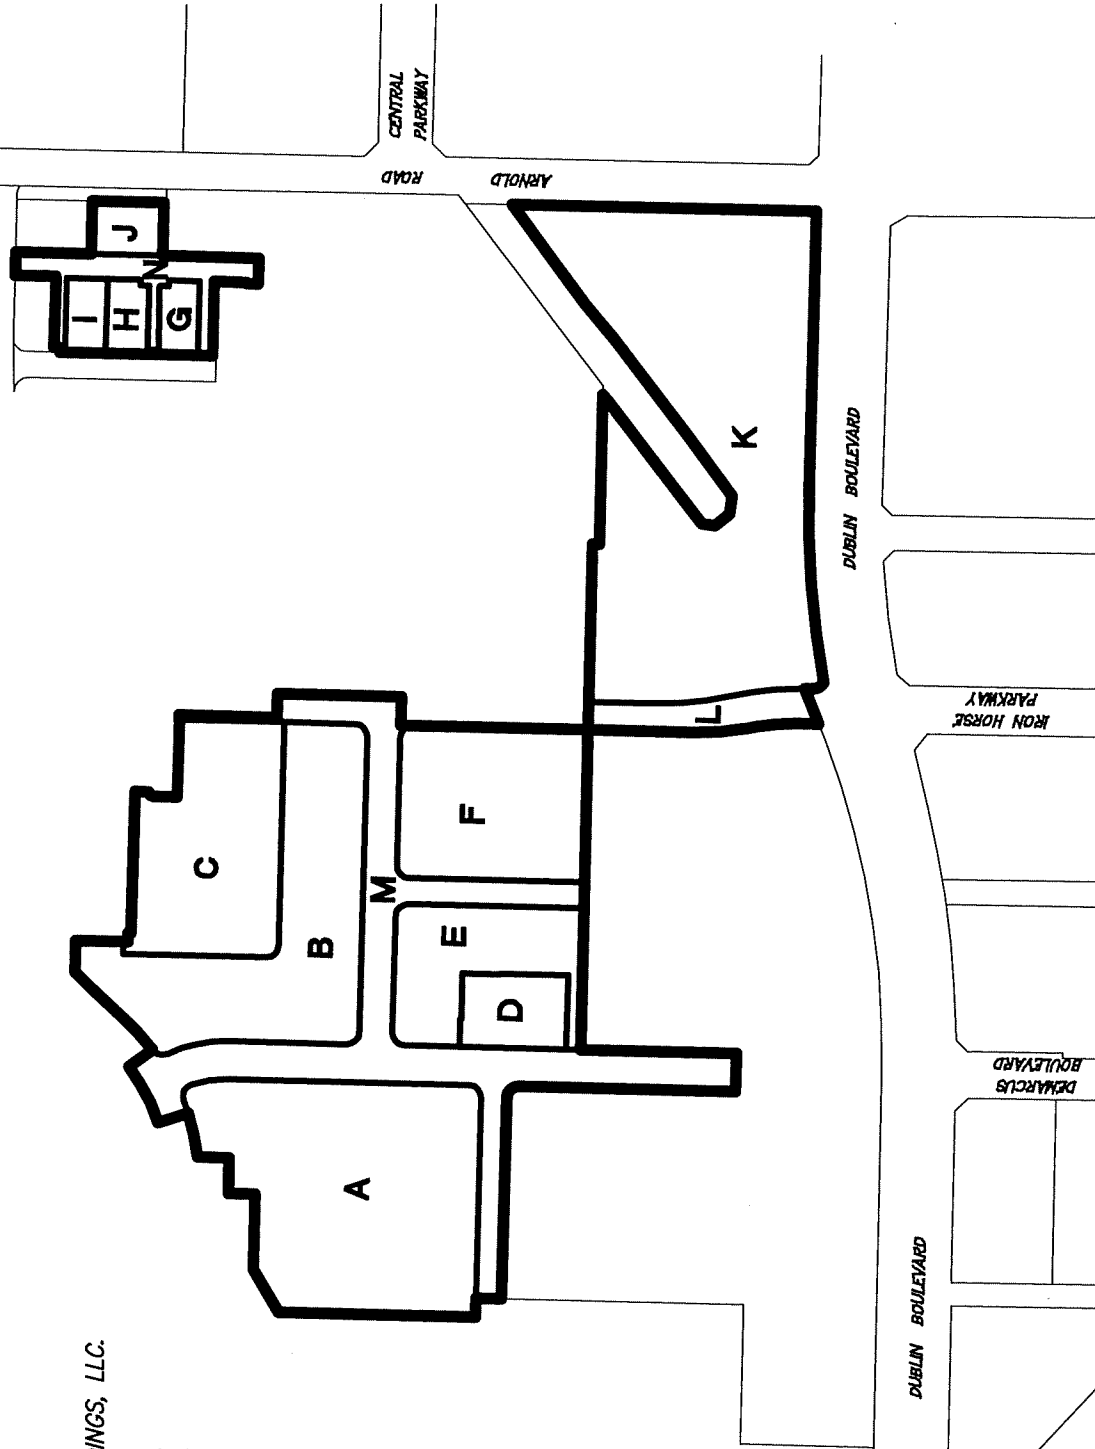 INGS, LLC.
I
J
H
N
G
C
B
A
M
CENTRAL
PARKWAY
ROAD
ARNOLD
E
F
D
L
K
DUBLIN BOULEVARD
DUBLIN BOULEVARD
IRON HORSE
PARKWAY
DEMARCUS
BOULEVARD